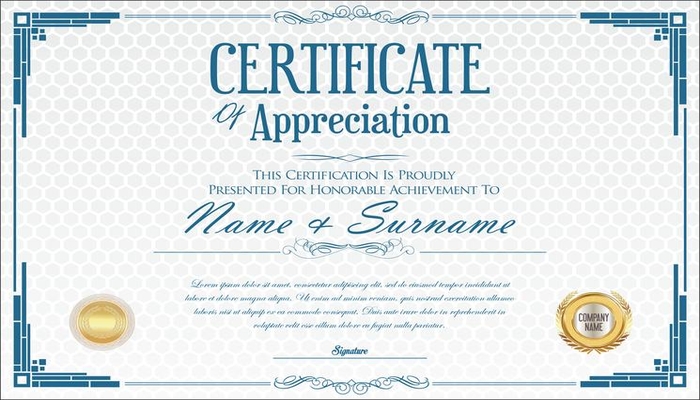 CERTIFICATE
Of Appreciation
THIS CERTIFICATION IS PROUDLY
PRESENTED FOR HONORABLE ACHIEVEMENT TO
Name & Surname
Lorem ipsum dolor sit amet, consectetur adipiscing elit, sed do eiusmod tempor incididunt ut
labore et dolore magna aliqua. Ut enim ad minim veniam, quis nostrud exercitation ullamco
laboris nisi ut aliquip ex ea commodo consequat. Duis aute irure dolor in reprehenderit in
voluptate velit esse cillum dolore eu fugiat nulla pariatur.
COMPANY
NAME
Signature